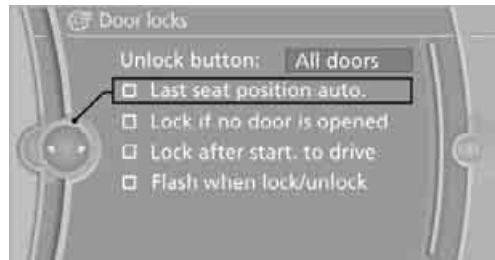 Door locks
Unlock button: All doors
Last seat position auto.
Lock if no door is opened
Lock after start. to drive
Flash when lock/unlock